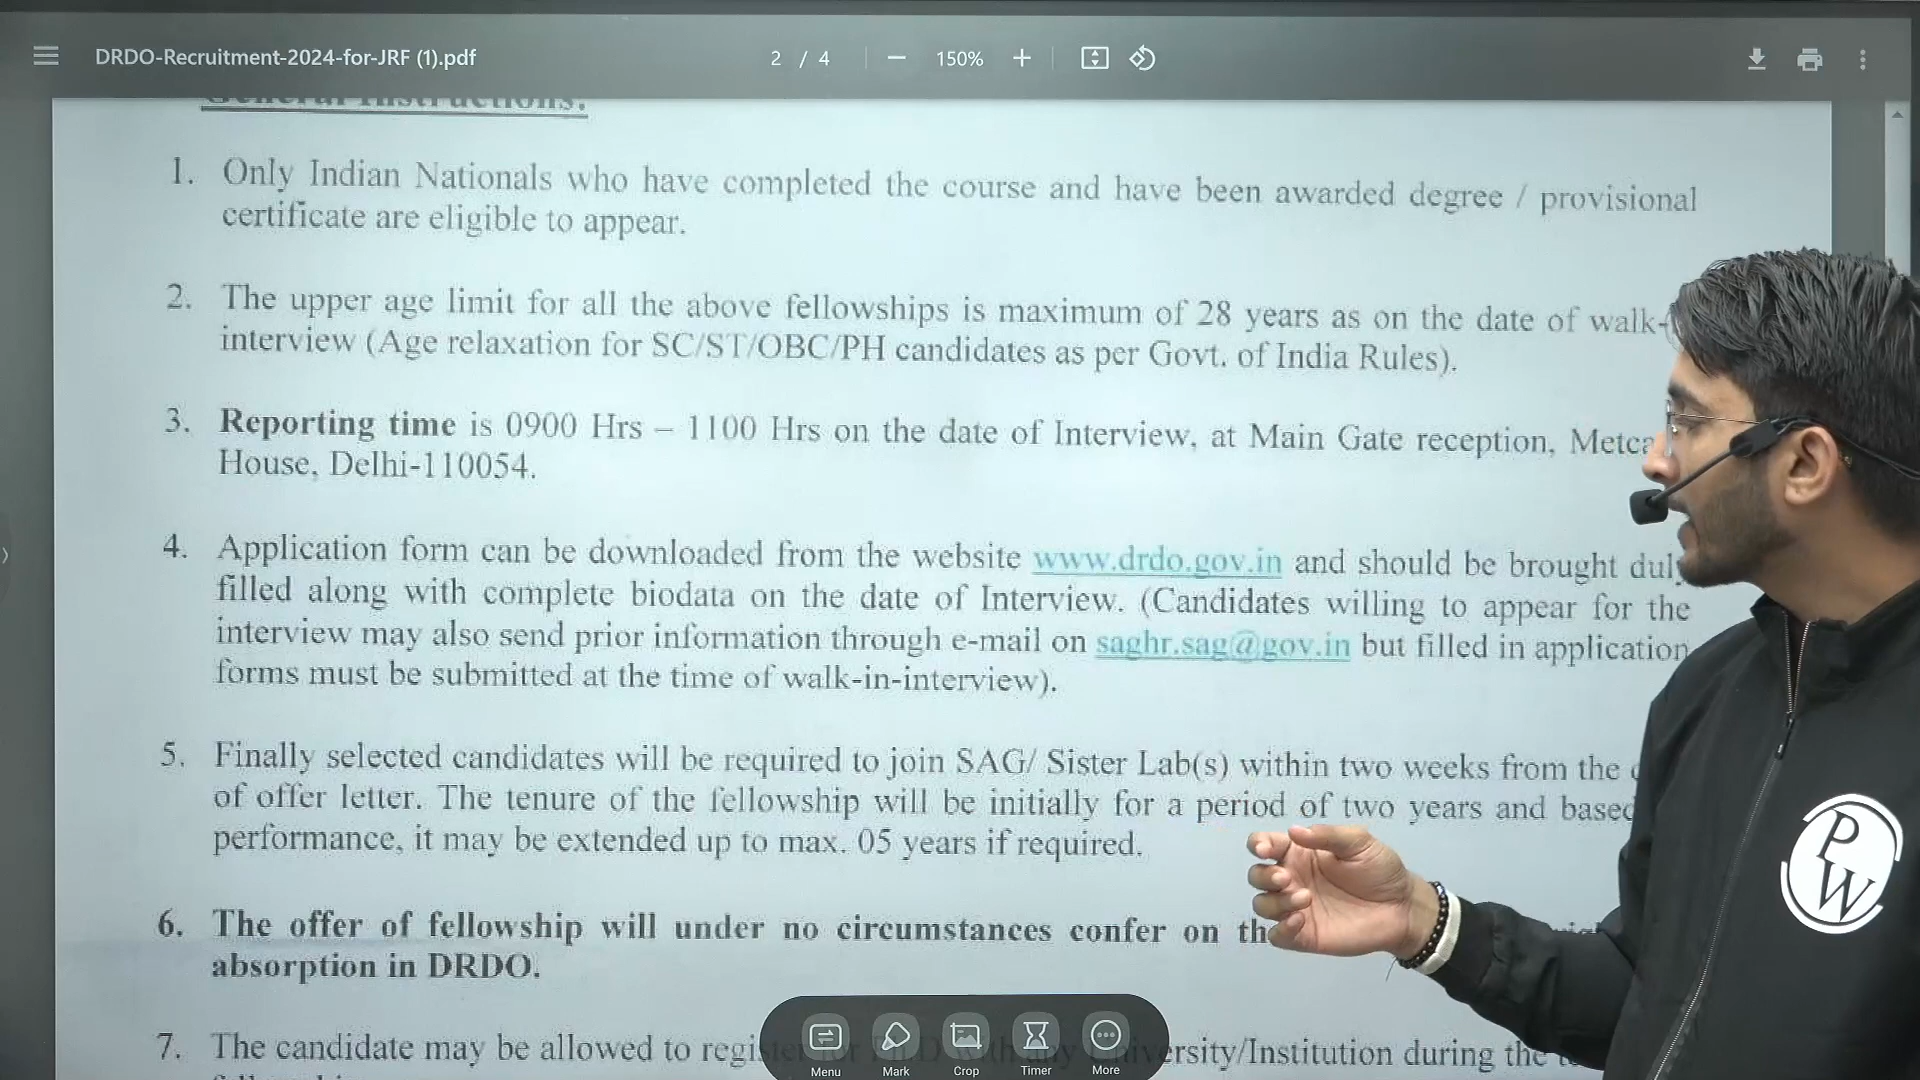 DRDO-Recruitment-2024-for-JRF (1).pdf
2 / 4
150%
General Instructions:
1. Only Indian Nationals who have completed the course and have been awarded degree / provisional
certificate are eligible to appear.
2. The upper age limit for all the above fellowships is maximum of 28 years as on the date of walk-
interview (Age relaxation for SC/ST/OBC/PH candidates as per Govt. of India Rules).
3. Reporting time is 0900 Hrs – 1100 Hrs on the date of Interview, at Main Gate reception, Metca
House, Delhi-110054.
4. Application form can be downloaded from the website www.drdo.gov.in and should be brought duly
filled along with complete biodata on the date of Interview. (Candidates willing to appear for the
interview may also send prior information through e-mail on saghr.sag@gov.in but filled in application
forms must be submitted at the time of walk-in-interview).
5. Finally selected candidates will be required to join SAG/ Sister Lab(s) within two weeks from the
of offer letter. The tenure of the fellowship will be initially for a period of two years and based
performance, it may be extended up to max. 05 years if required.
6. The offer of fellowship will under no circumstances confer on
absorption in DRDO.
7. The candidate may be allowed to register for Ph.D with any University/Institution during the
Menu
Mark
Crop
Timer
More
PW